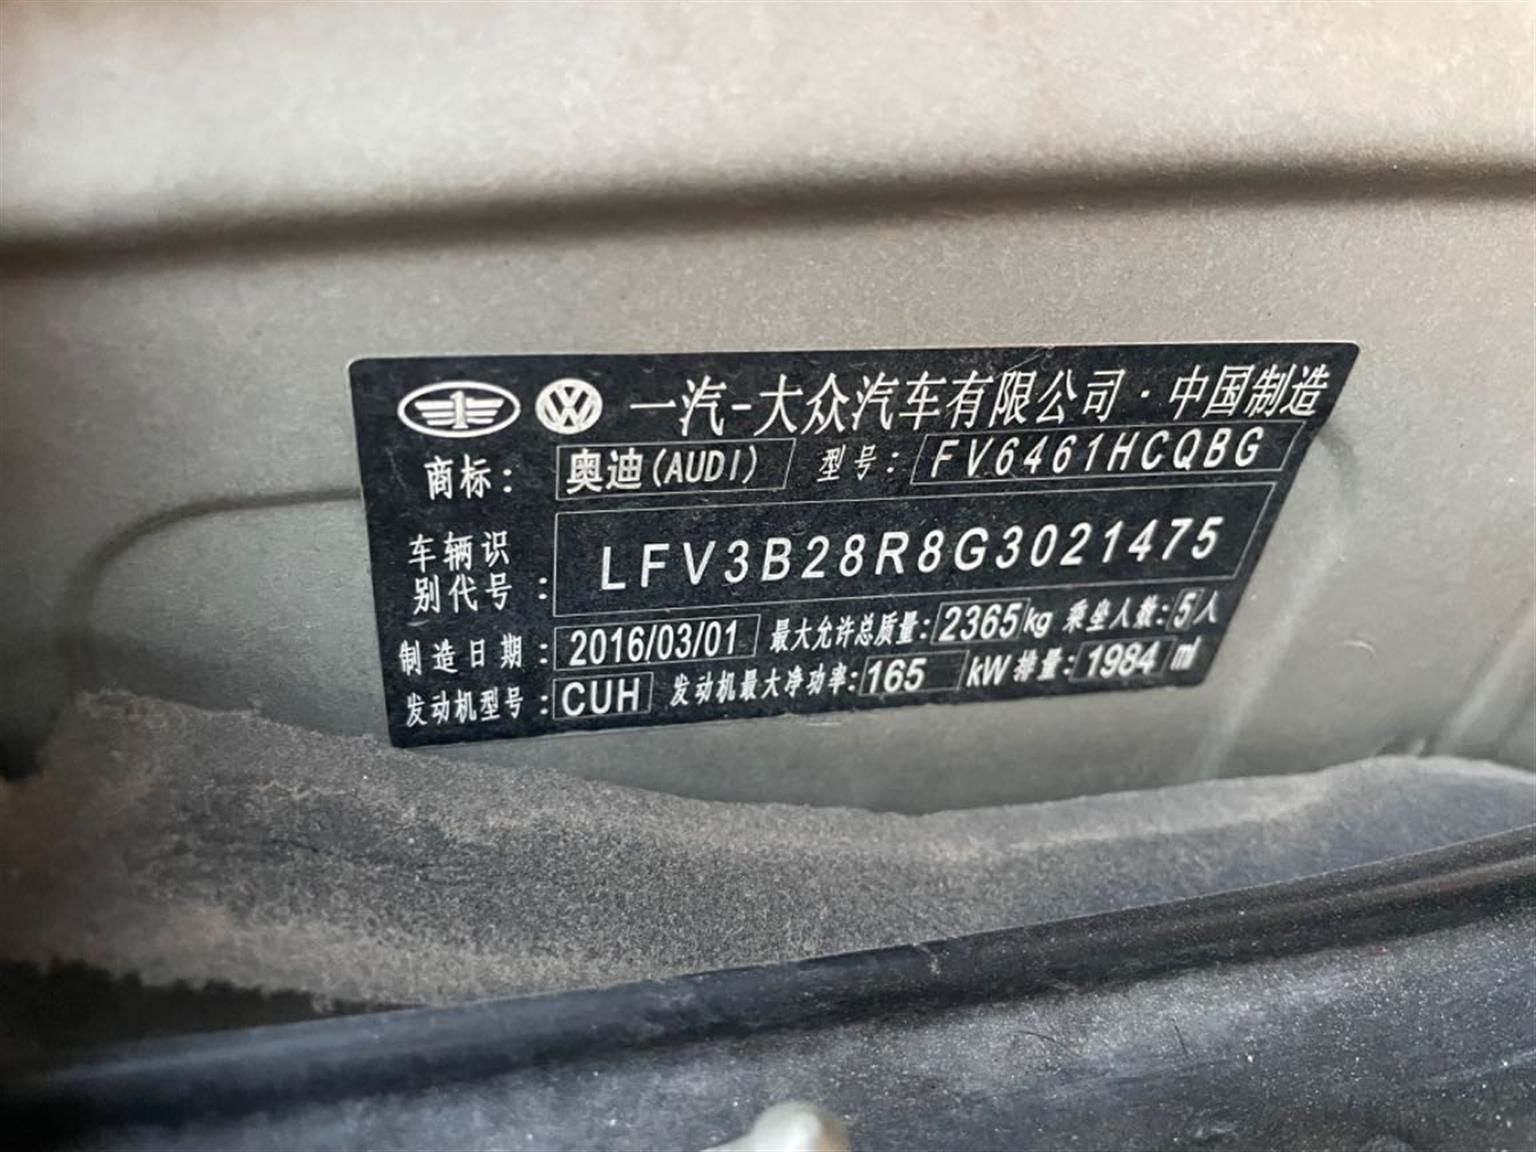 一汽-大众汽车有限公司·中国制造
商标: 奥迪(AUDI) 型号: FV6461HCQBG
车辆识
别代号: LFV3B28R8G3021475
制造日期: 2016/03/01 最大允许总质量: 2365kg 乘坐人数: 5人
发动机型号: CUH 发动机最大净功率: 165 kW 排量: 1984 ml